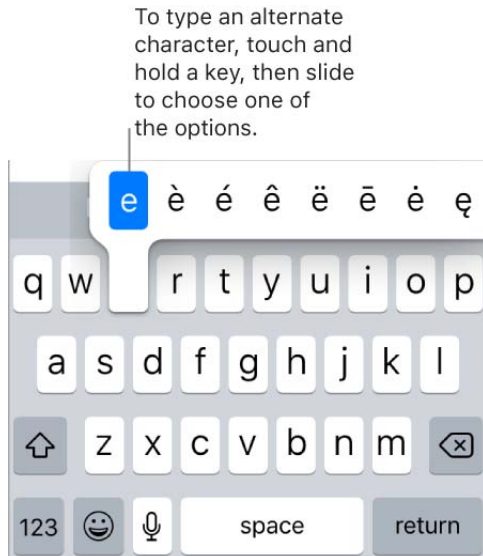 To type an alternate
character, touch and
hold a key, then slide
to choose one of
the options.
e è é ê ë ē ė ę
q w r t y u i o p
a s d f g h j k l
z x c v b n m
123 space return